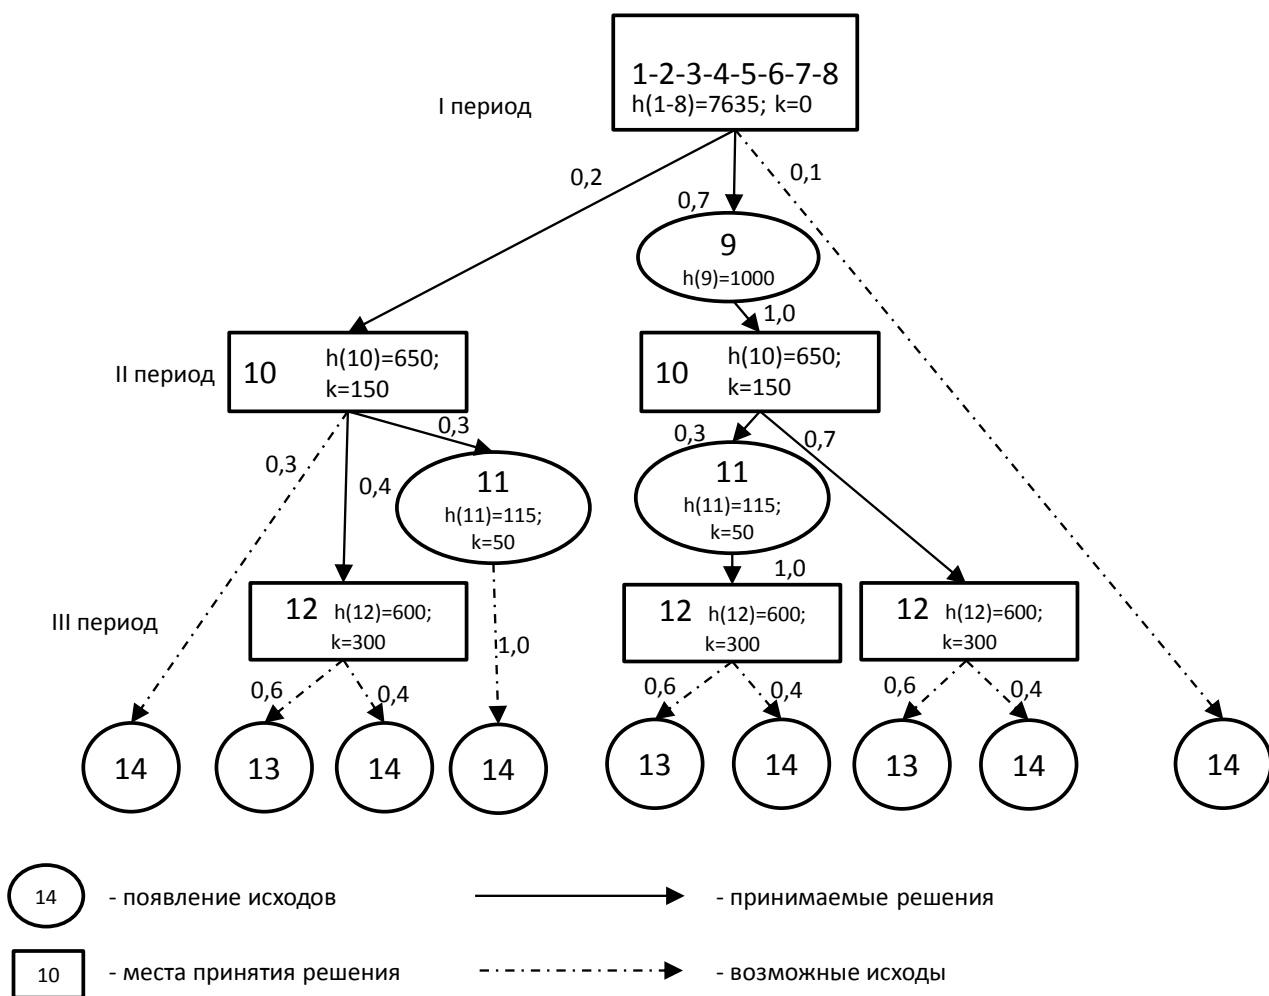 1-2-3-4-5-6-7-8
h(1-8)=7635; k=0
I период
0,2
0,7
0,1
9
h(9)=1000
1,0
II период
10
h(10)=650;
k=150
10
h(10)=650;
k=150
0,3
0,4
0,3
0,3
0,7
11
h(11)=115;
k=50
11
h(11)=115;
k=50
1,0
1,0
III период
12 h(12)=600;
k=300
12 h(12)=600;
k=300
12 h(12)=600;
k=300
0,6
0,4
0,6
0,4
0,6
0,4
14
13
14
14
13
14
13
14
14
14
- появление исходов
- принимаемые решения
10
- места принятия решения
- возможные исходы